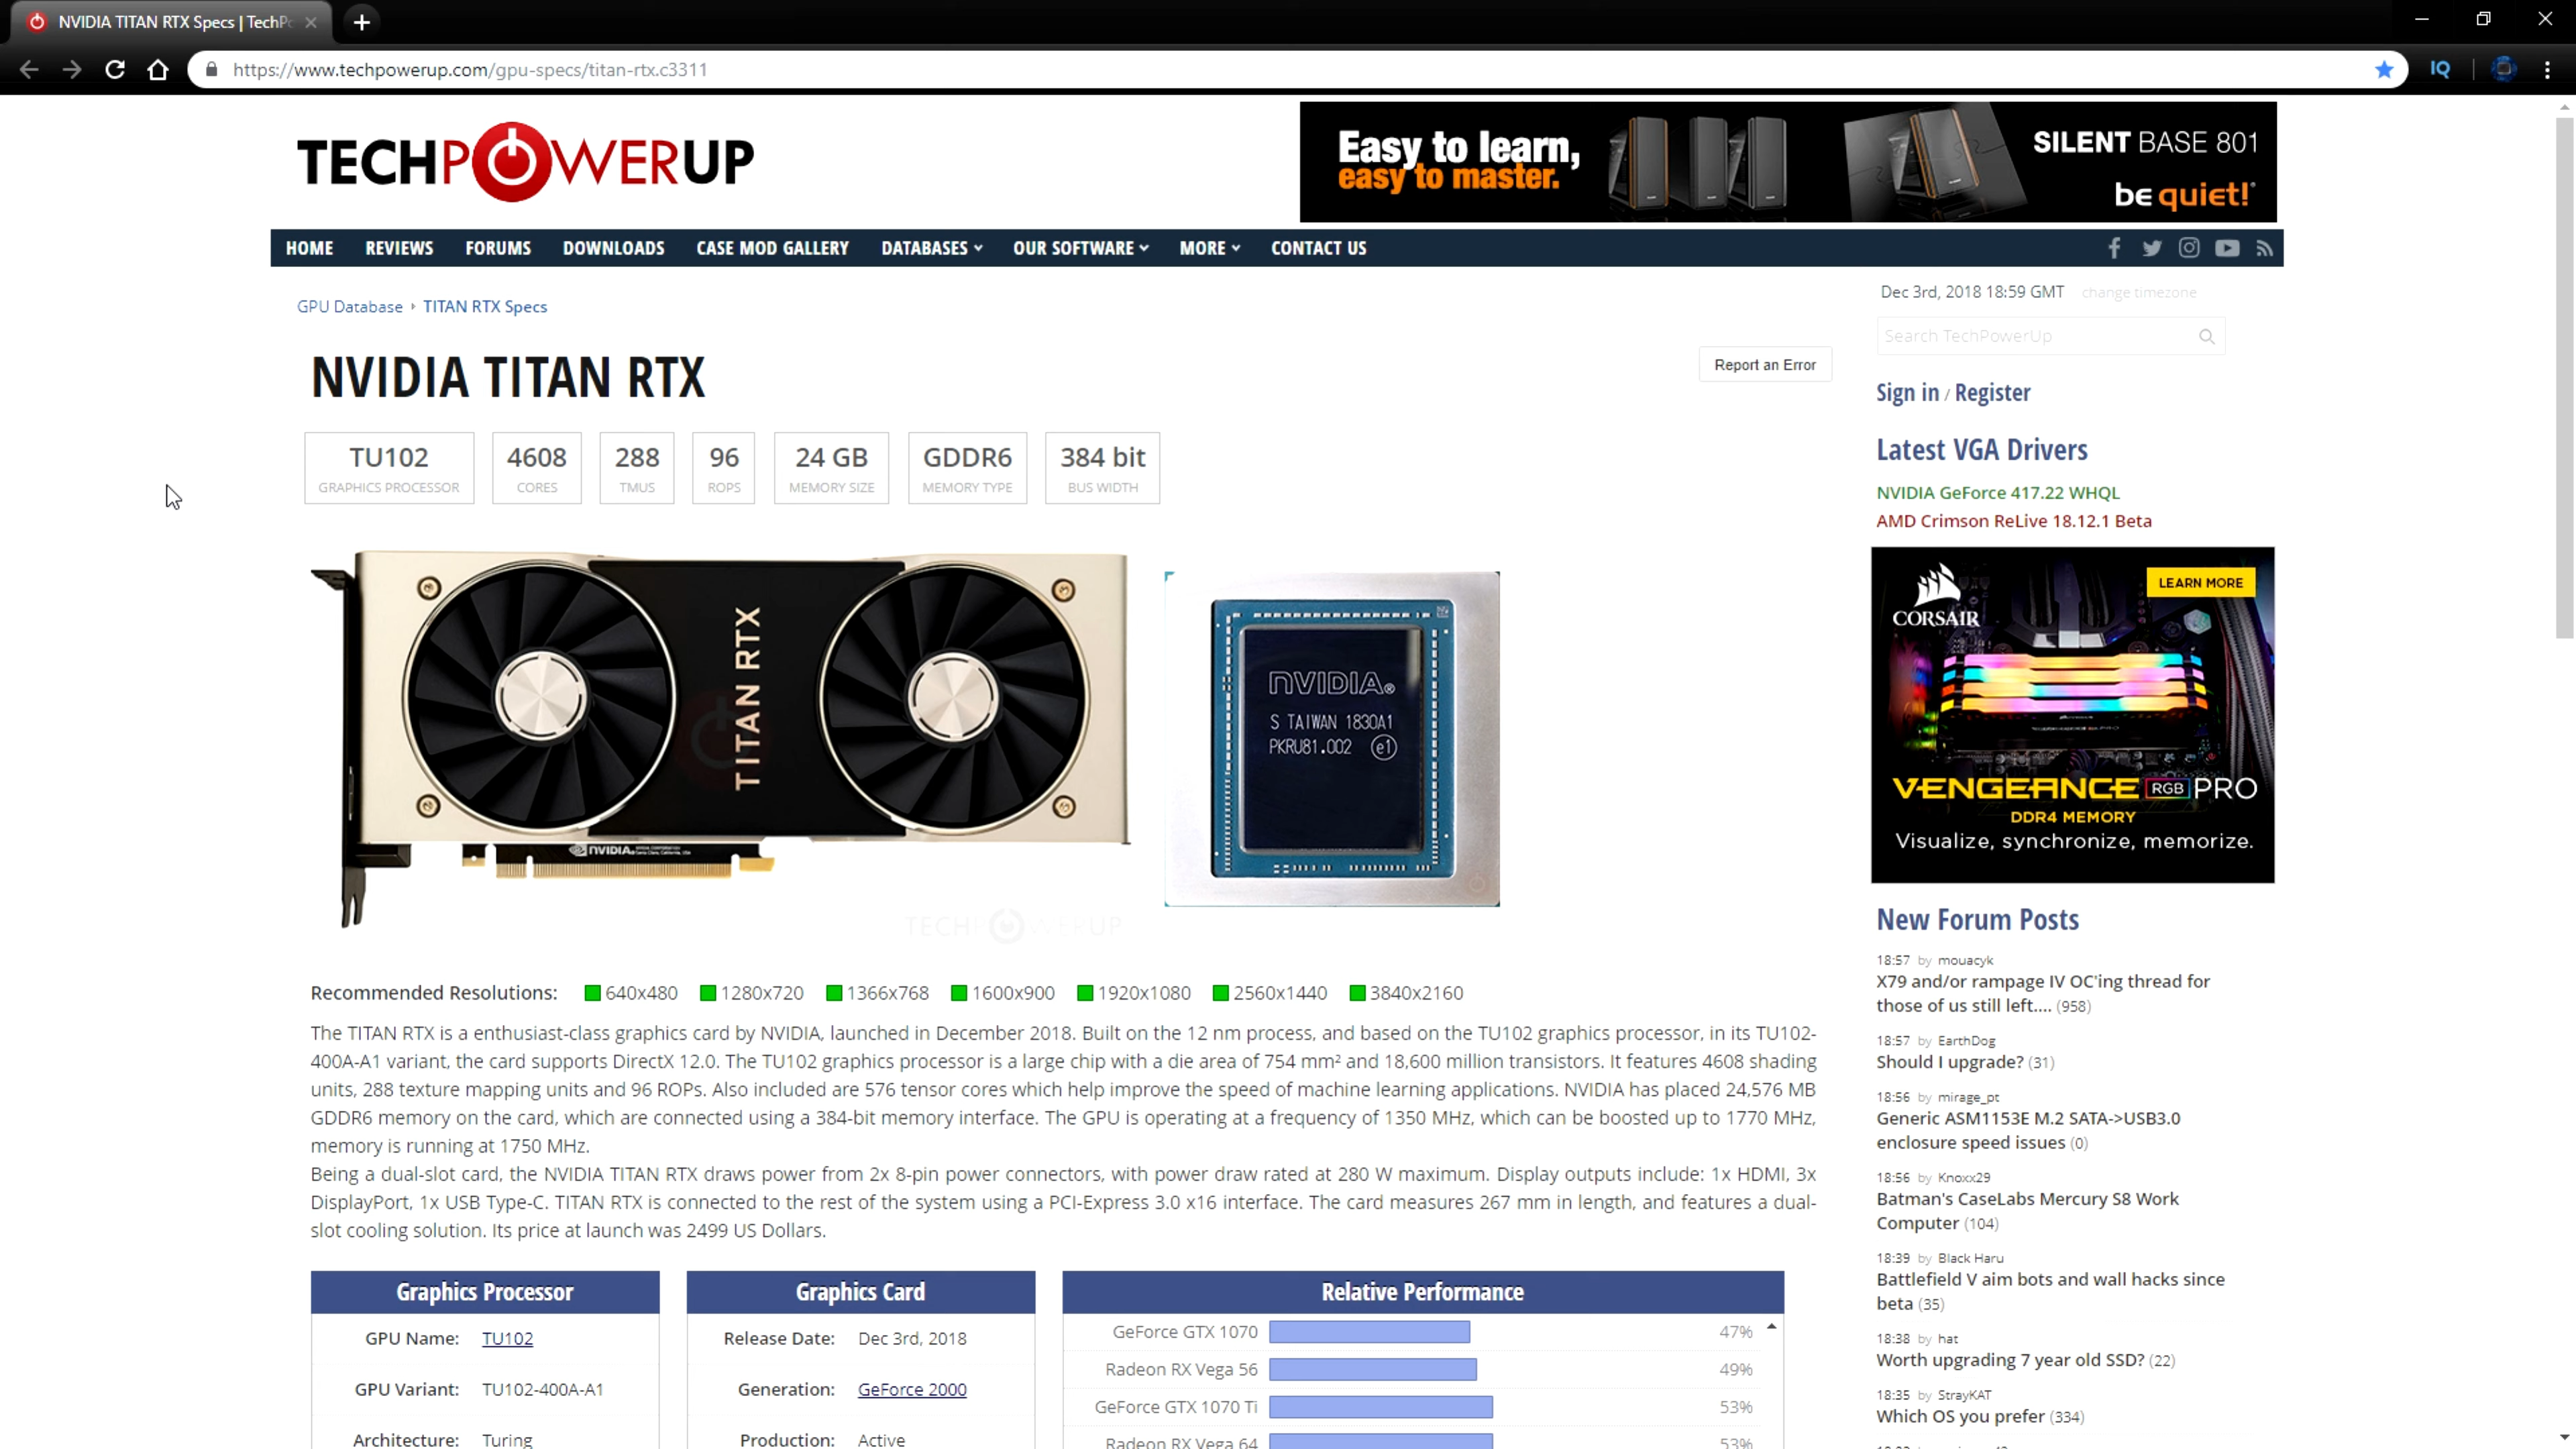 NVIDIA TITAN RTX Specs | TechPo
https://www.techpowerup.com/gpu-specs/titan-rtx.c3311
IQ
TECHPOWERUP
Easy to learn,
easy to master.
SILENT BASE 801
be quiet!
HOME REVIEWS FORUMS DOWNLOADS CASE MOD GALLERY DATABASES OUR SOFTWARE MORE CONTACT US
GPU Database TITAN RTX Specs
Dec 3rd, 2018 18:59 GMT change timezone
Search TechPowerUp
NVIDIA TITAN RTX
Report an Error
Sign in / Register
TU102
GRAPHICS PROCESSOR
4608
CORES
288
TMUS
96
ROPS
24 GB
MEMORY SIZE
GDDR6
MEMORY TYPE
384 bit
BUS WIDTH
Latest VGA Drivers
NVIDIA GeForce 417.22 WHQL
AMD Crimson ReLive 18.12.1 Beta
TITAN RTX
NVIDIA.
NVIDIA®
S TAIWAN 1830A1
PKRU81.002 e1
TECHPOWERUP
CORSAIR
LEARN MORE
VENGEANCE RGB PRO
DDR4 MEMORY
Visualize, synchronize, memorize.
Recommended Resolutions: 640x480 1280x720 1366x768 1600x900 1920x1080 2560x1440 3840x2160
The TITAN RTX is a enthusiast-class graphics card by NVIDIA, launched in December 2018. Built on the 12 nm process, and based on the TU102 graphics processor, in its TU102-
400A-A1 variant, the card supports DirectX 12.0. The TU102 graphics processor is a large chip with a die area of 754 mm² and 18,600 million transistors. It features 4608 shading
units, 288 texture mapping units and 96 ROPs. Also included are 576 tensor cores which help improve the speed of machine learning applications. NVIDIA has placed 24,576 MB
GDDR6 memory on the card, which are connected using a 384-bit memory interface. The GPU is operating at a frequency of 1350 MHz, which can be boosted up to 1770 MHz,
memory is running at 1750 MHz.
Being a dual-slot card, the NVIDIA TITAN RTX draws power from 2x 8-pin power connectors, with power draw rated at 280 W maximum. Display outputs include: 1x HDMI, 3x
DisplayPort, 1x USB Type-C. TITAN RTX is connected to the rest of the system using a PCI-Express 3.0 x16 interface. The card measures 267 mm in length, and features a dual-
slot cooling solution. Its price at launch was 2499 US Dollars.
Graphics Processor
GPU Name: TU102
GPU Variant: TU102-400A-A1
Architecture: Turing
Graphics Card
Release Date: Dec 3rd, 2018
Generation: GeForce 2000
Production: Active
Relative Performance
GeForce GTX 1070 47%
Radeon RX Vega 56 49%
GeForce GTX 1070 Ti 53%
Radeon RX Vega 64 53%
New Forum Posts
18:57 by mouacyk
X79 and/or rampage IV OC'ing thread for
those of us still left.... (958)
18:57 by EarthDog
Should I upgrade? (31)
18:56 by mirage_pt
Generic ASM1153E M.2 SATA->USB3.0
enclosure speed issues (0)
18:56 by Knoxx29
Batman's CaseLabs Mercury S8 Work
Computer (104)
18:39 by Black Haru
Battlefield V aim bots and wall hacks since
beta (35)
18:38 by hat
Worth upgrading 7 year old SSD? (22)
18:35 by StrayKAT
Which OS you prefer (334)